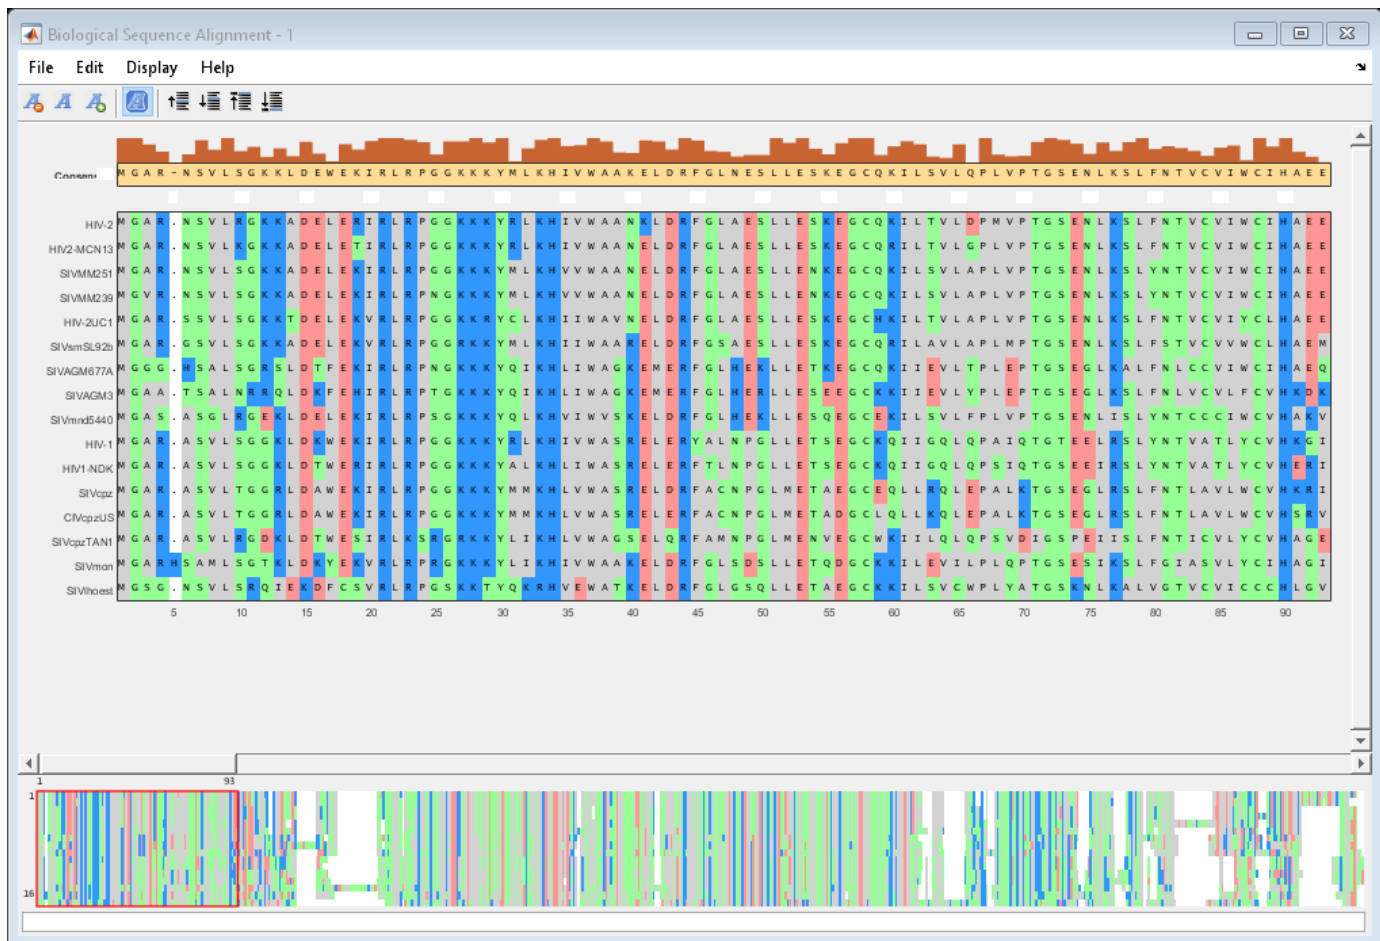 Biological Sequence Alignment - 1
File Edit Display Help
M G A R - N S V L S G K K L D E W E K I R L R P G G K K K Y M L K H I V W A A K E L D R F G L N E S L L E S K E G C Q K I L S V L Q P L V P T G S E N L K S L F N T V C V I W C I H A E E
HIV-2 M G A R . N S V L R G K K A D E L E R I R L R P G G K K K Y R L K H I V W A A N K L D R F G L A E S L L E S K E G C Q K I L T V L D P M V P T G S E N L K S L F N T V C V I W C I H A E E
HIV2-MCN13 M G A R . N S V L K G K K A D E L E T I R L R P G G K K K Y R L K H I V W A A N E L D R F G L A E S L L E S K E G C Q R I L T V L G P L V P T G S E N L K S L F N T V C V I W C I H A E E
SIVMM251 M G A R . N S V L S G K K A D E L E K I R L R P G G K K K Y M L K H V V W A A N E L D R F G L A E S L L E N K E G C Q K I L S V L A P L V P T G S E N L K S L Y N T V C V I W C I H A E E
SIVMM239 M G V R . N S V L S G K K A D E L E K I R L R P N G K K K Y M L K H V V W A A N E L D R F G L A E S L L E N K E G C Q K I L S V L A P L V P T G S E N L K S L Y N T V C V I W C I H A E E
HIV-2UC1 M G A R . S S V L S G K K T D E L E K V R L R P G G K K R Y C L K H I I W A V N E L D R F G L A E S L L E S K E G C H K I L T V L A P L V P T G S E N L K S L F N T V C V I Y C L H A E E
SIVsmSL92b M G A R . G S V L S G K K A D E L E K V R L R P G G K K K Y M L K H I I W A A R E L D R F G S A E S L L E S K E G C Q R I L A V L A P L M P T G S E N L K S L F S T V C V V W C L H A E M
SIVAGM677A M G G G . H S A L S G R S L D T F E K I R L R P N G K K K Y Q I K H L I W A G K E M E R F G L H E K L L E T K E G C Q K I I E V L T P L E P T G S E G L K A L F N L C C V I W C I H A E Q
SIVAGM3 M G A A . T S A L N R R Q L D K F E H I R L R P T G K K K Y Q I K H L I W A G K E M E R F G L H E R L L E S E E G C K K I I E V L Y P L E P T G S E G L K S L F N L V C V L F C V H K D K
SIVmnd5440 M G A S . A S G L R G E K L D E L E K I R L R P S G K K K Y Q L K H V I W V S K E L D R F G L H E K L L E S Q E G C E K I L S V L F P L V P T G S E N L I S L Y N T C C C I W C V H A K V
HIV-1 M G A R . A S V L S G G K L D K W E K I R L R P G G K K K Y R L K H I V W A S R E L E R Y A L N P G L L E T S E G C K Q I I G Q L Q P A I Q T G T E E L R S L Y N T V A T L Y C V H K G I
HIV1-NDK M G A R . A S V L S G G K L D T W E R I R L R P G G K K K Y A L K H L I W A S R E L E R F T L N P G L L E T S E G C K Q I I G Q L Q P S I Q T G S E E I R S L Y N T V A T L Y C V H E R I
SIVcpz M G A R . A S V L T G G R L D A W E K I R L R P G G K K K Y M M K H L V W A S R E L D R F A C N P G L M E T A E G C E Q L L R Q L E P A L K T G S E G L R S L F N T L A V L W C V H K R I
CIVcpzUS M G A R . A S V L T G G R L D A W E K I R L R P G G K K K Y M M K H L V W A S R E L E R F A C N P G L M E T A D G C L Q L L K Q L E P A L K T G S E G L R S L F N T L A V L W C V H S R V
SIVcpzTAN1 M G A R . A S V L R G D K L D T W E S I R L K S R G R K K Y L I K H L V W A G S E L Q R F A M N P G L M E N V E G C W K I I L Q L Q P S V D I G S P E I I S L F N T I C V L Y C V H A G E
SIVmon M G A R H S A M L S G T K L D K Y E K V R L R P R G K K K Y L I K H I V W A A K E L D R F G L S D S L L E T Q D G C K K I L E V I L P L Q P T G S E S I K S L F G I A S V L Y C I H A G I
SIVlhoest M G S G . N S V L S R Q I E K D F C S V R L R P G S K K T Y Q K R H V E W A T K E L D R F G L G S Q L L E T A E G C K K I L S V C W P L Y A T G S K N L K A L V G T V C V I C C C H L G V
5 10 15 20 25 30 35 40 45 50 55 60 65 70 75 80 85 90
1 93
1
16